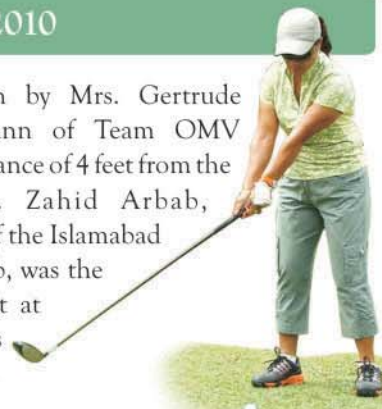 2010
n by Mrs. Gertrude
nn of Team OMV
ance of 4 feet from the
. Zahid Arbab,
f the Islamabad
o, was the
t at
s